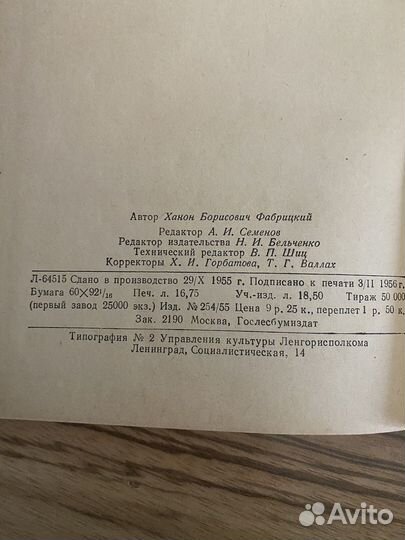 Автор Ханон Борисович Фабрицкий
Редактор А. И. Семенов
Редактор издательства Н. И. Бельченко
Технический редактор В. П. Шиц
Корректоры Х. И. Горбатова, Т. Г. Валлах
Л-64515 Сдано в производство 29/X 1955 г. Подписано к печати 3/II 1956 г.
Бумага 60×92 1/16 Печ. л. 16,75 Уч.-изд. л. 18,50 Тираж 50 000
(первый завод 25000 экз.) Изд. № 254/55 Цена 9 р. 25 к., переплет 1 р. 50 к.
Зак. 2190 Москва, Гослесбумиздат
Типография № 2 Управления культуры Ленгорисполкома
Ленинград, Социалистическая, 14
Avito